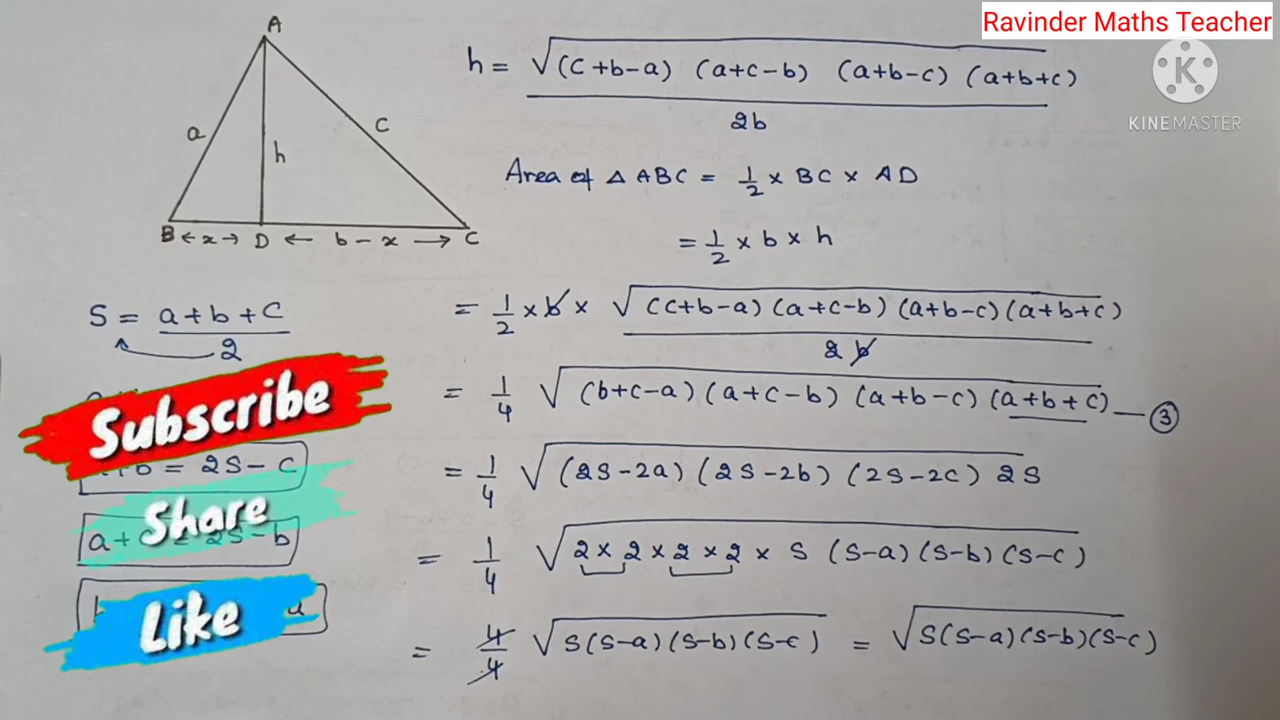 Ravinder Maths Teacher
KINEMASTER
A
a
h
c
B ← x → D ← b - x → C
h = √(c+b-a) (a+c-b) (a+b-c) (a+b+c)
2b
Area of Δ ABC = 1/2 × BC × AD
= 1/2 × b × h
S = a+b+c
2
= 1/2 × b × √(c+b-a) (a+c-b) (a+b-c) (a+b+c)
2b
= 1/4 √(b+c-a) (a+c-b) (a+b-c) (a+b+c) — ③
= 1/4 √(2S-2a) (2S-2b) (2S-2c) 2S
= 1/4 √2×2×2×2× S (S-a) (S-b) (S-c)
= 4/4 √S(S-a) (S-b) (S-c) = √S(S-a) (S-b) (S-c)
Subscribe
+b = 2S-c
Share
a+c = 2S-b
Like